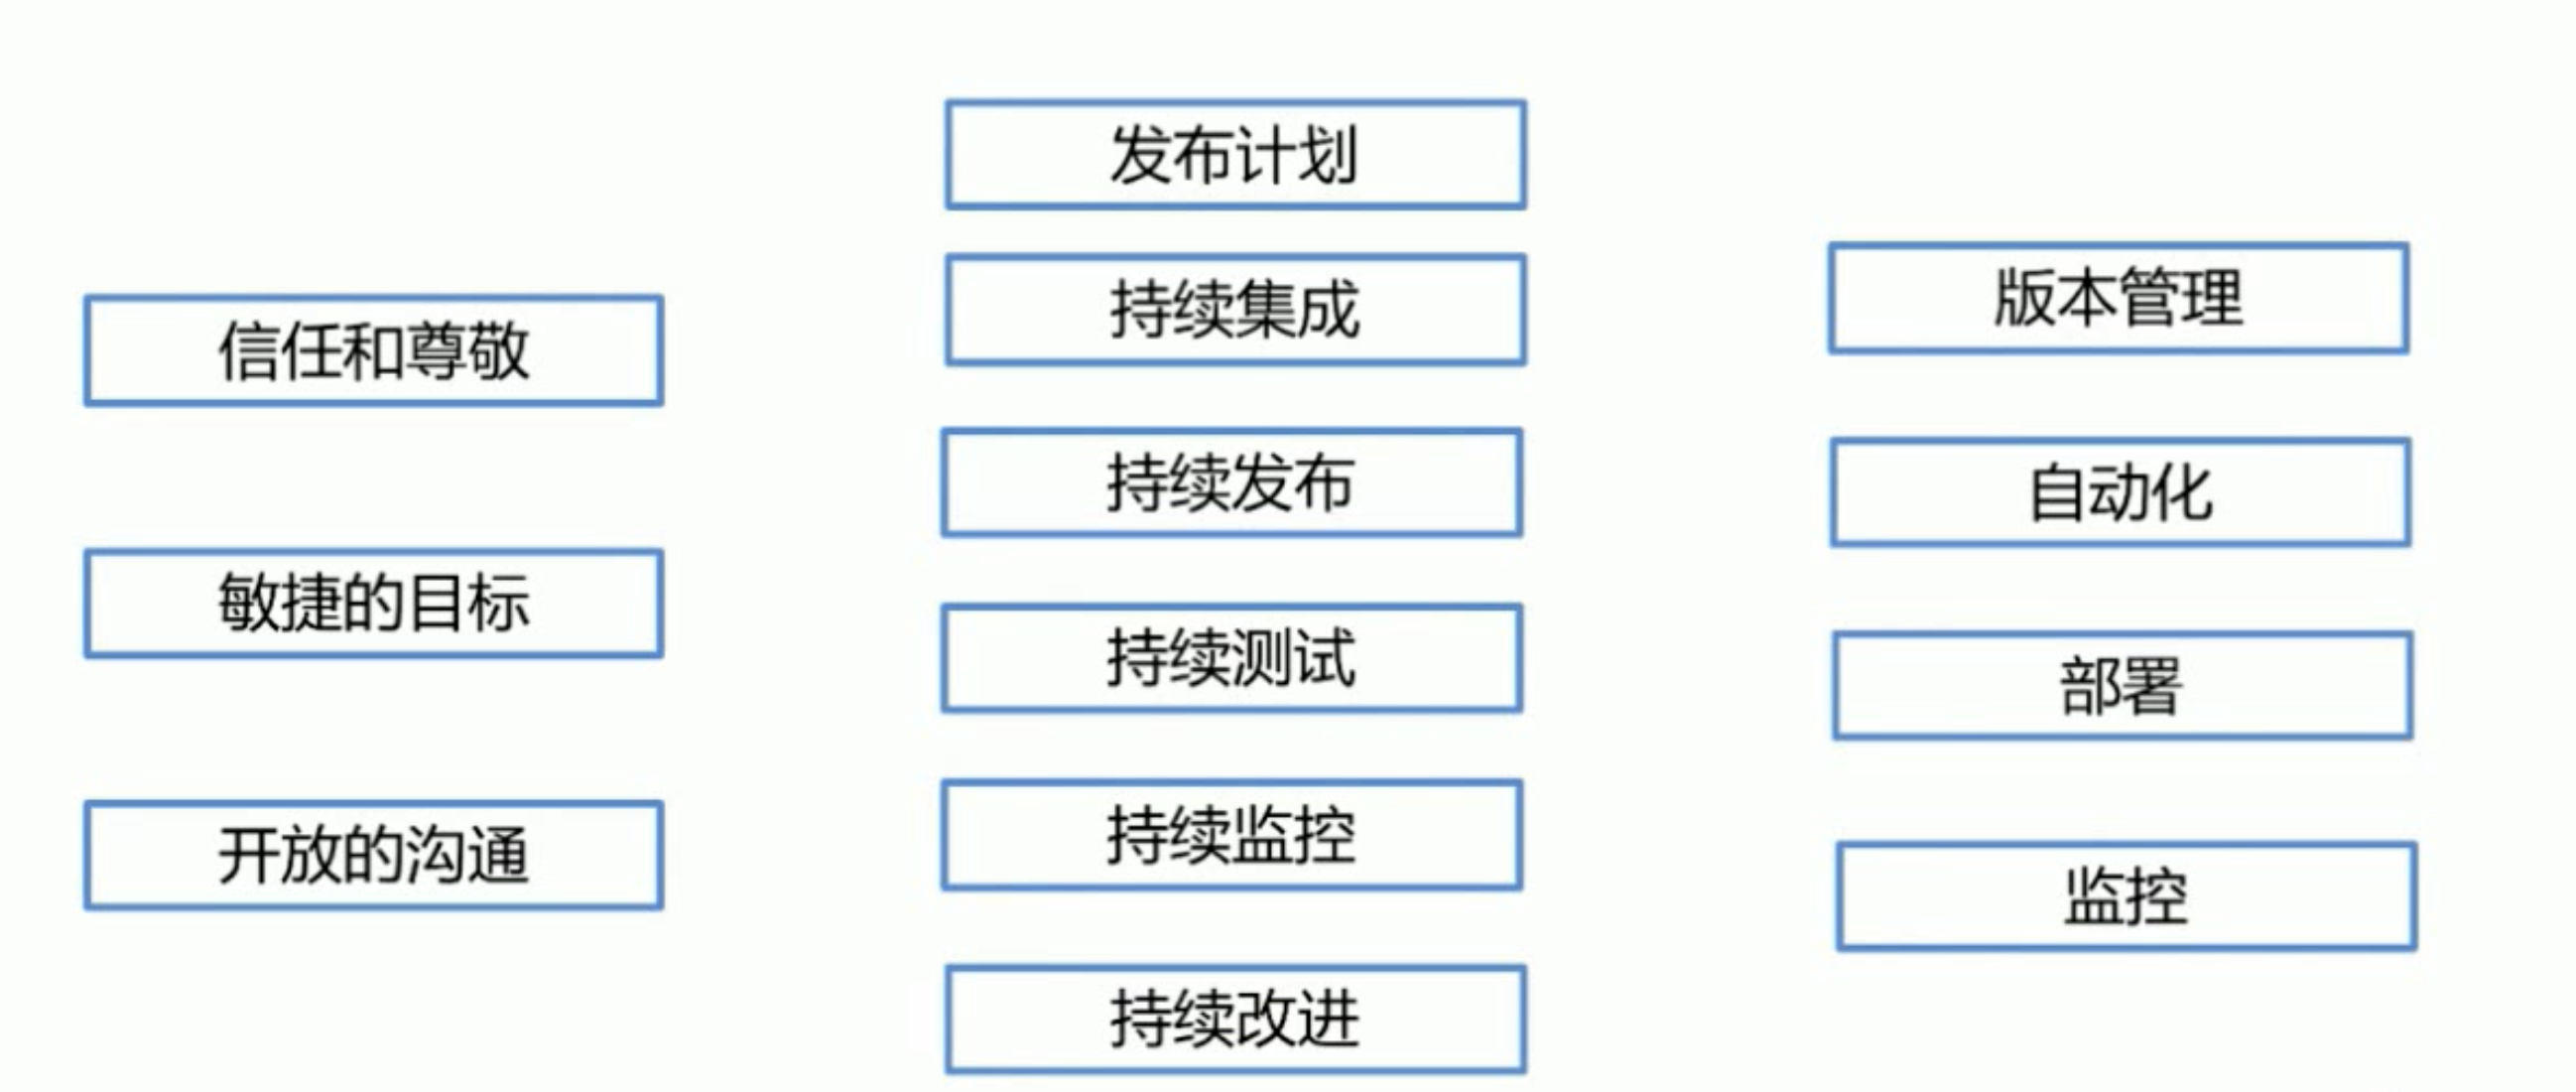 信任和尊敬
敏捷的目标
开放的沟通
发布计划
持续集成
持续发布
持续测试
持续监控
持续改进
版本管理
自动化
部署
监控